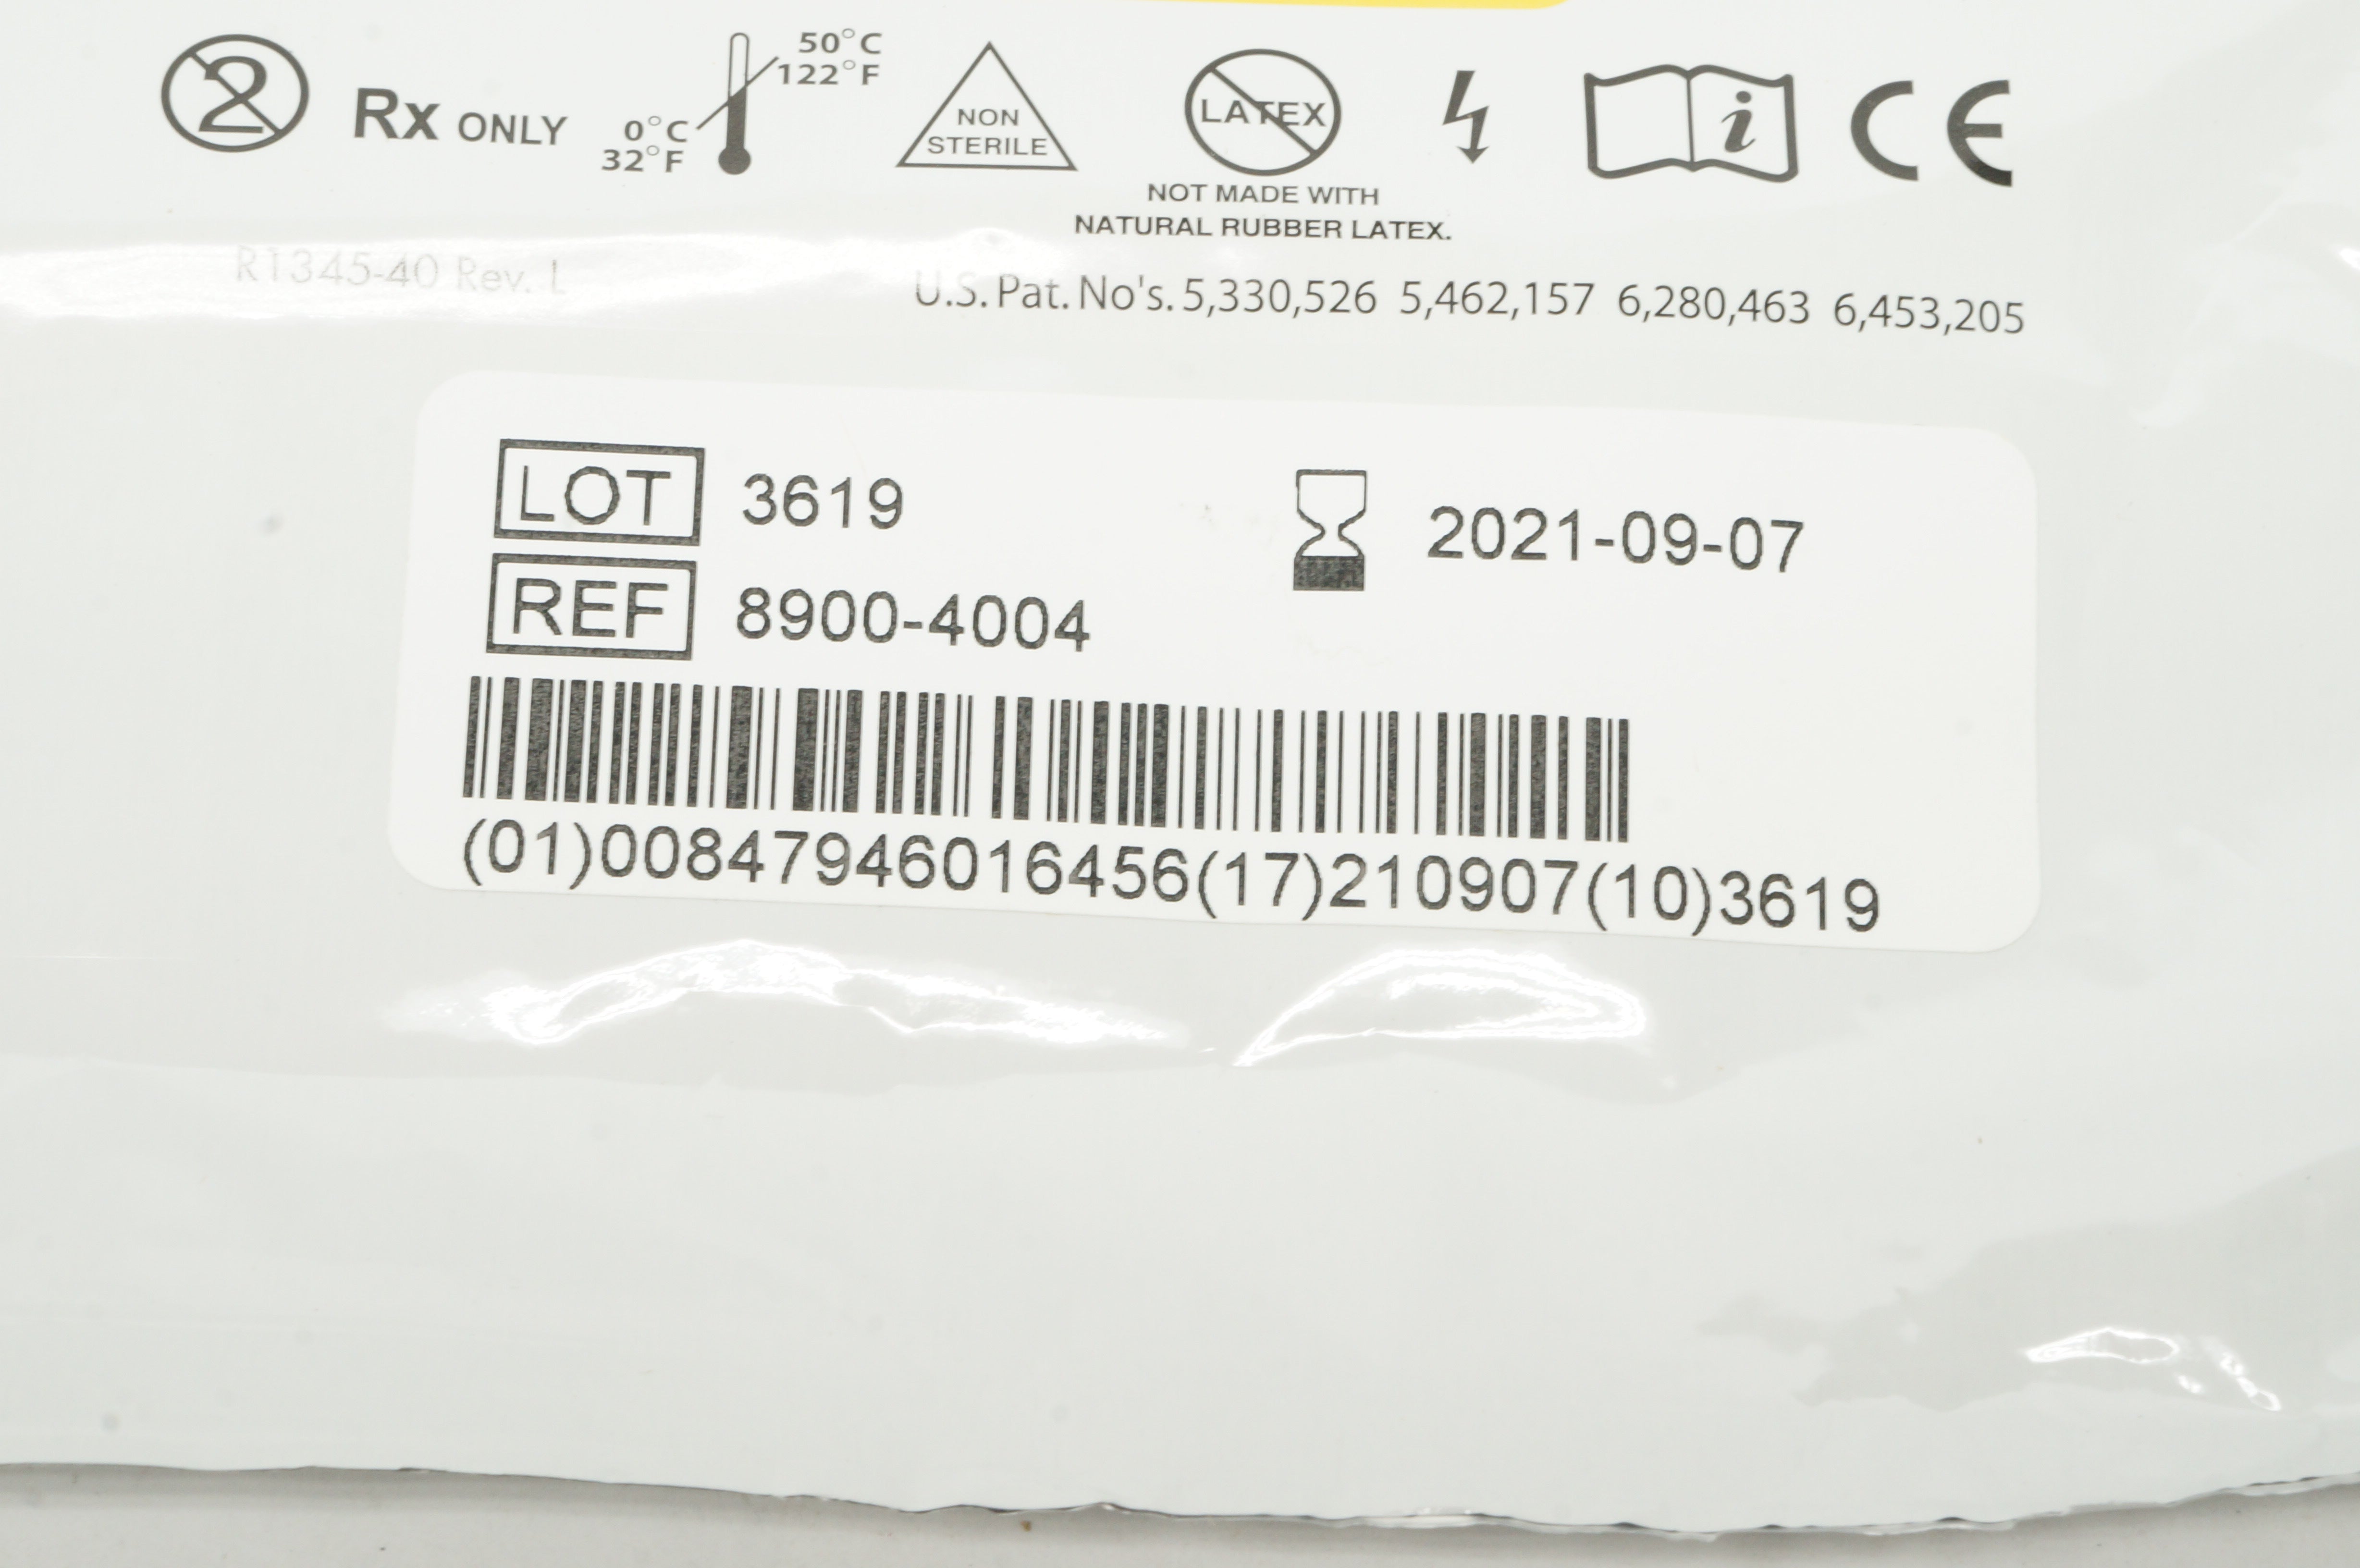 2 Rx ONLY
50°C
122°F
0°C
32°F
NON
STERILE
LATEX
NOT MADE WITH
NATURAL RUBBER LATEX.
i
CE
R1345-40 Rev. L
U.S. Pat. No's. 5,330,526 5,462,157 6,280,463 6,453,205
LOT 3619
2021-09-07
REF 8900-4004
(01)00847946016456(17)210907(10)3619